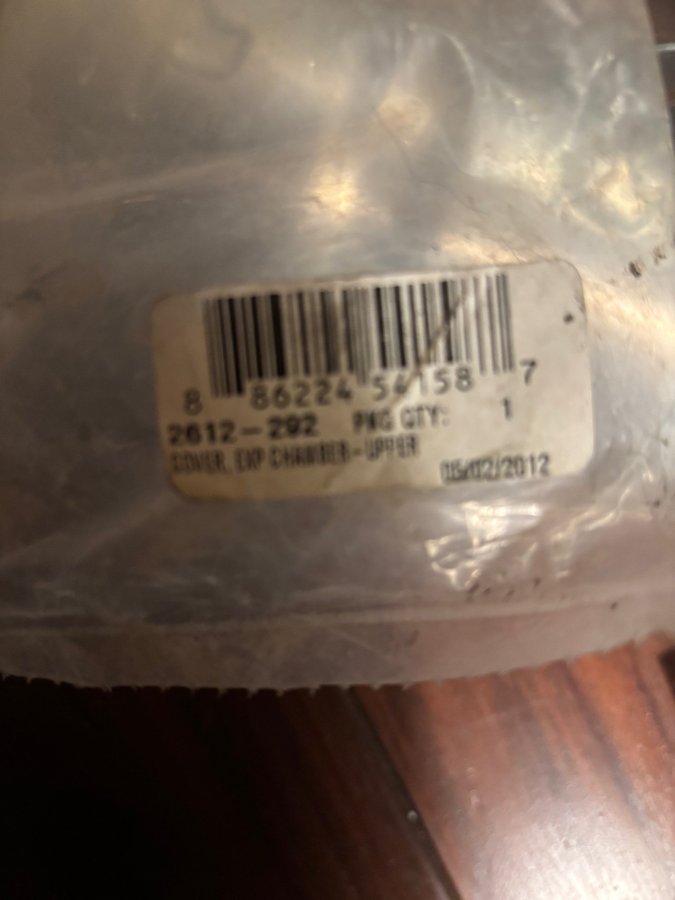 8 86224 54158 7
2612-292 PKG QTY: 1
COVER, EXP CHAMBER-UPPER
05/02/2012